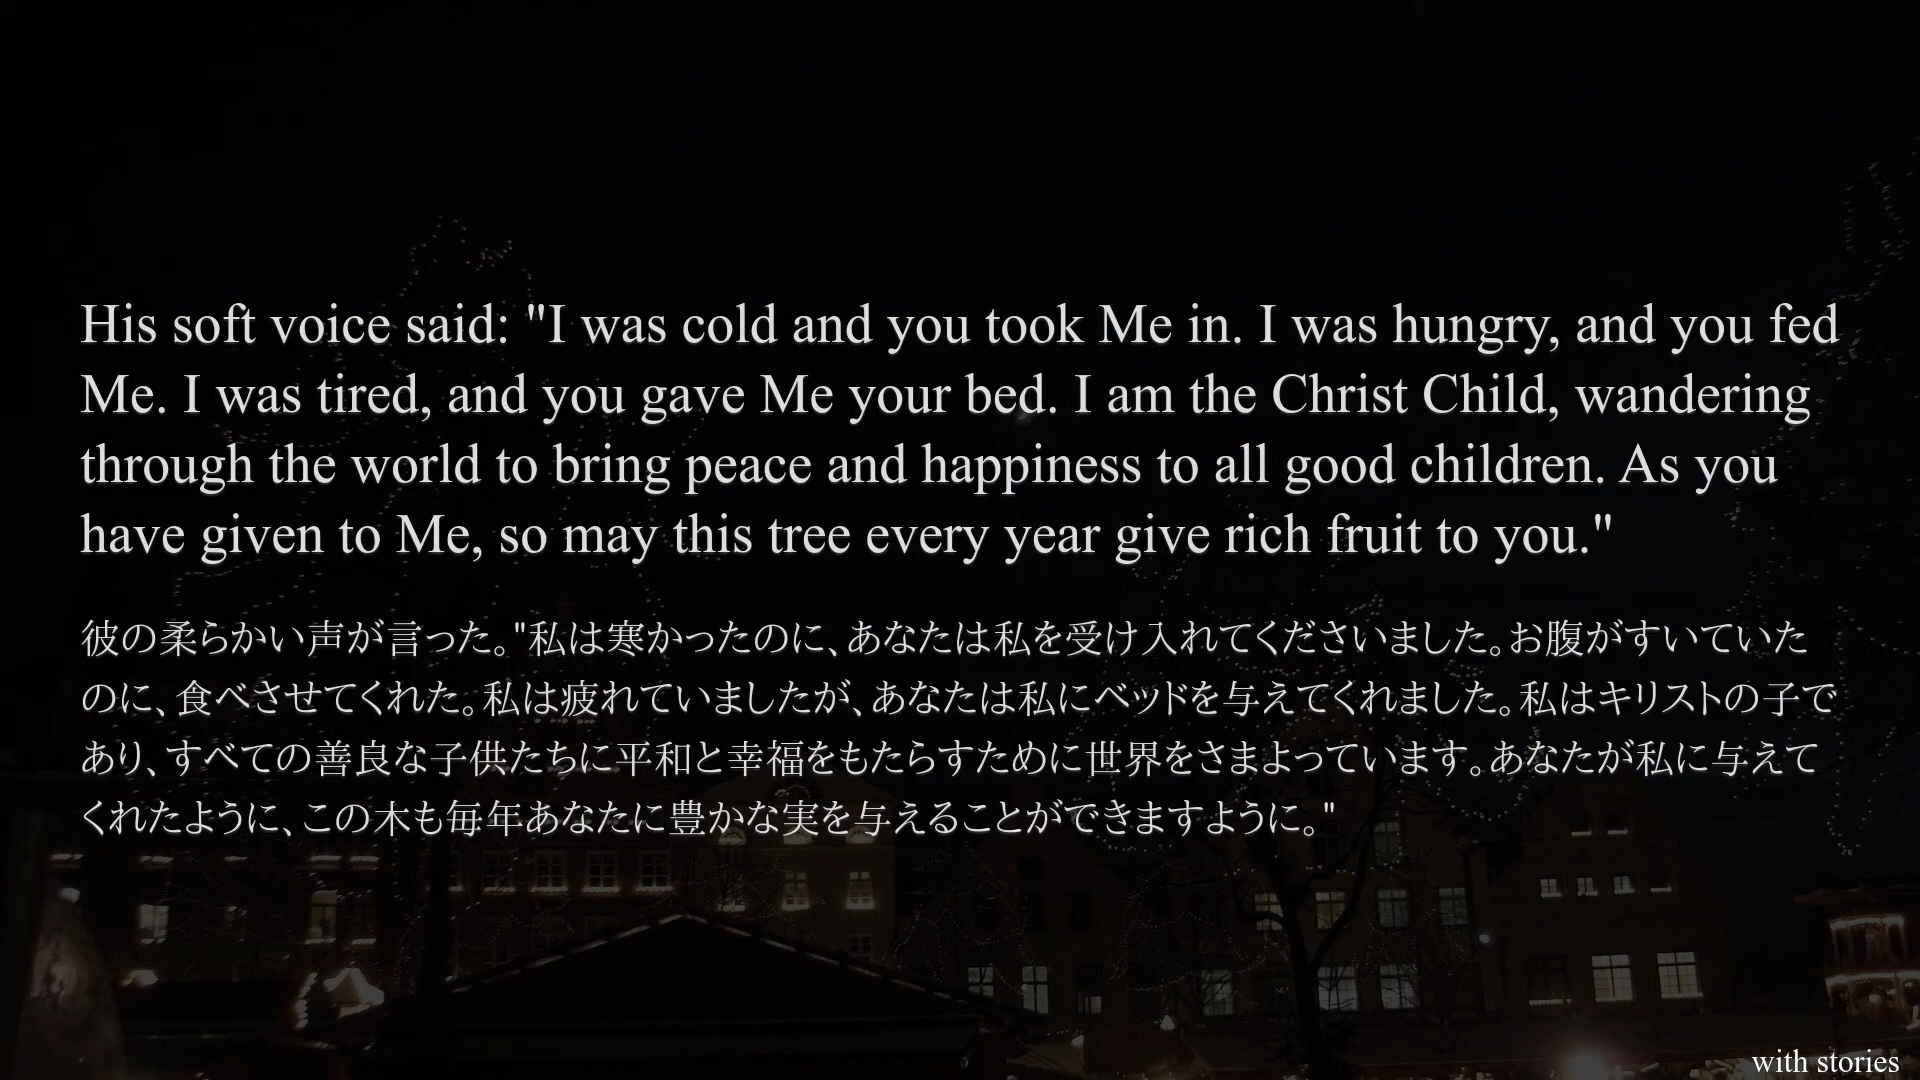 His soft voice said: "I was cold and you took Me in. I was hungry, and you fed
Me. I was tired, and you gave Me your bed. I am the Christ Child, wandering
through the world to bring peace and happiness to all good children. As you
have given to Me, so may this tree every year give rich fruit to you."
彼の柔らかい声が言った。"私は寒かったのに、あなたは私を受け入れてくださいました。お腹がすいていた
のに、食べさせてくれた。私は疲れていましたが、あなたは私にベッドを与えてくれました。私はキリストの子で
あり、すべての善良な子供たちに平和と幸福をもたらすために世界をさまよっています。あなたが私に与えて
くれたように、この木も毎年あなたに豊かな実を与えることができますように。"
with stories